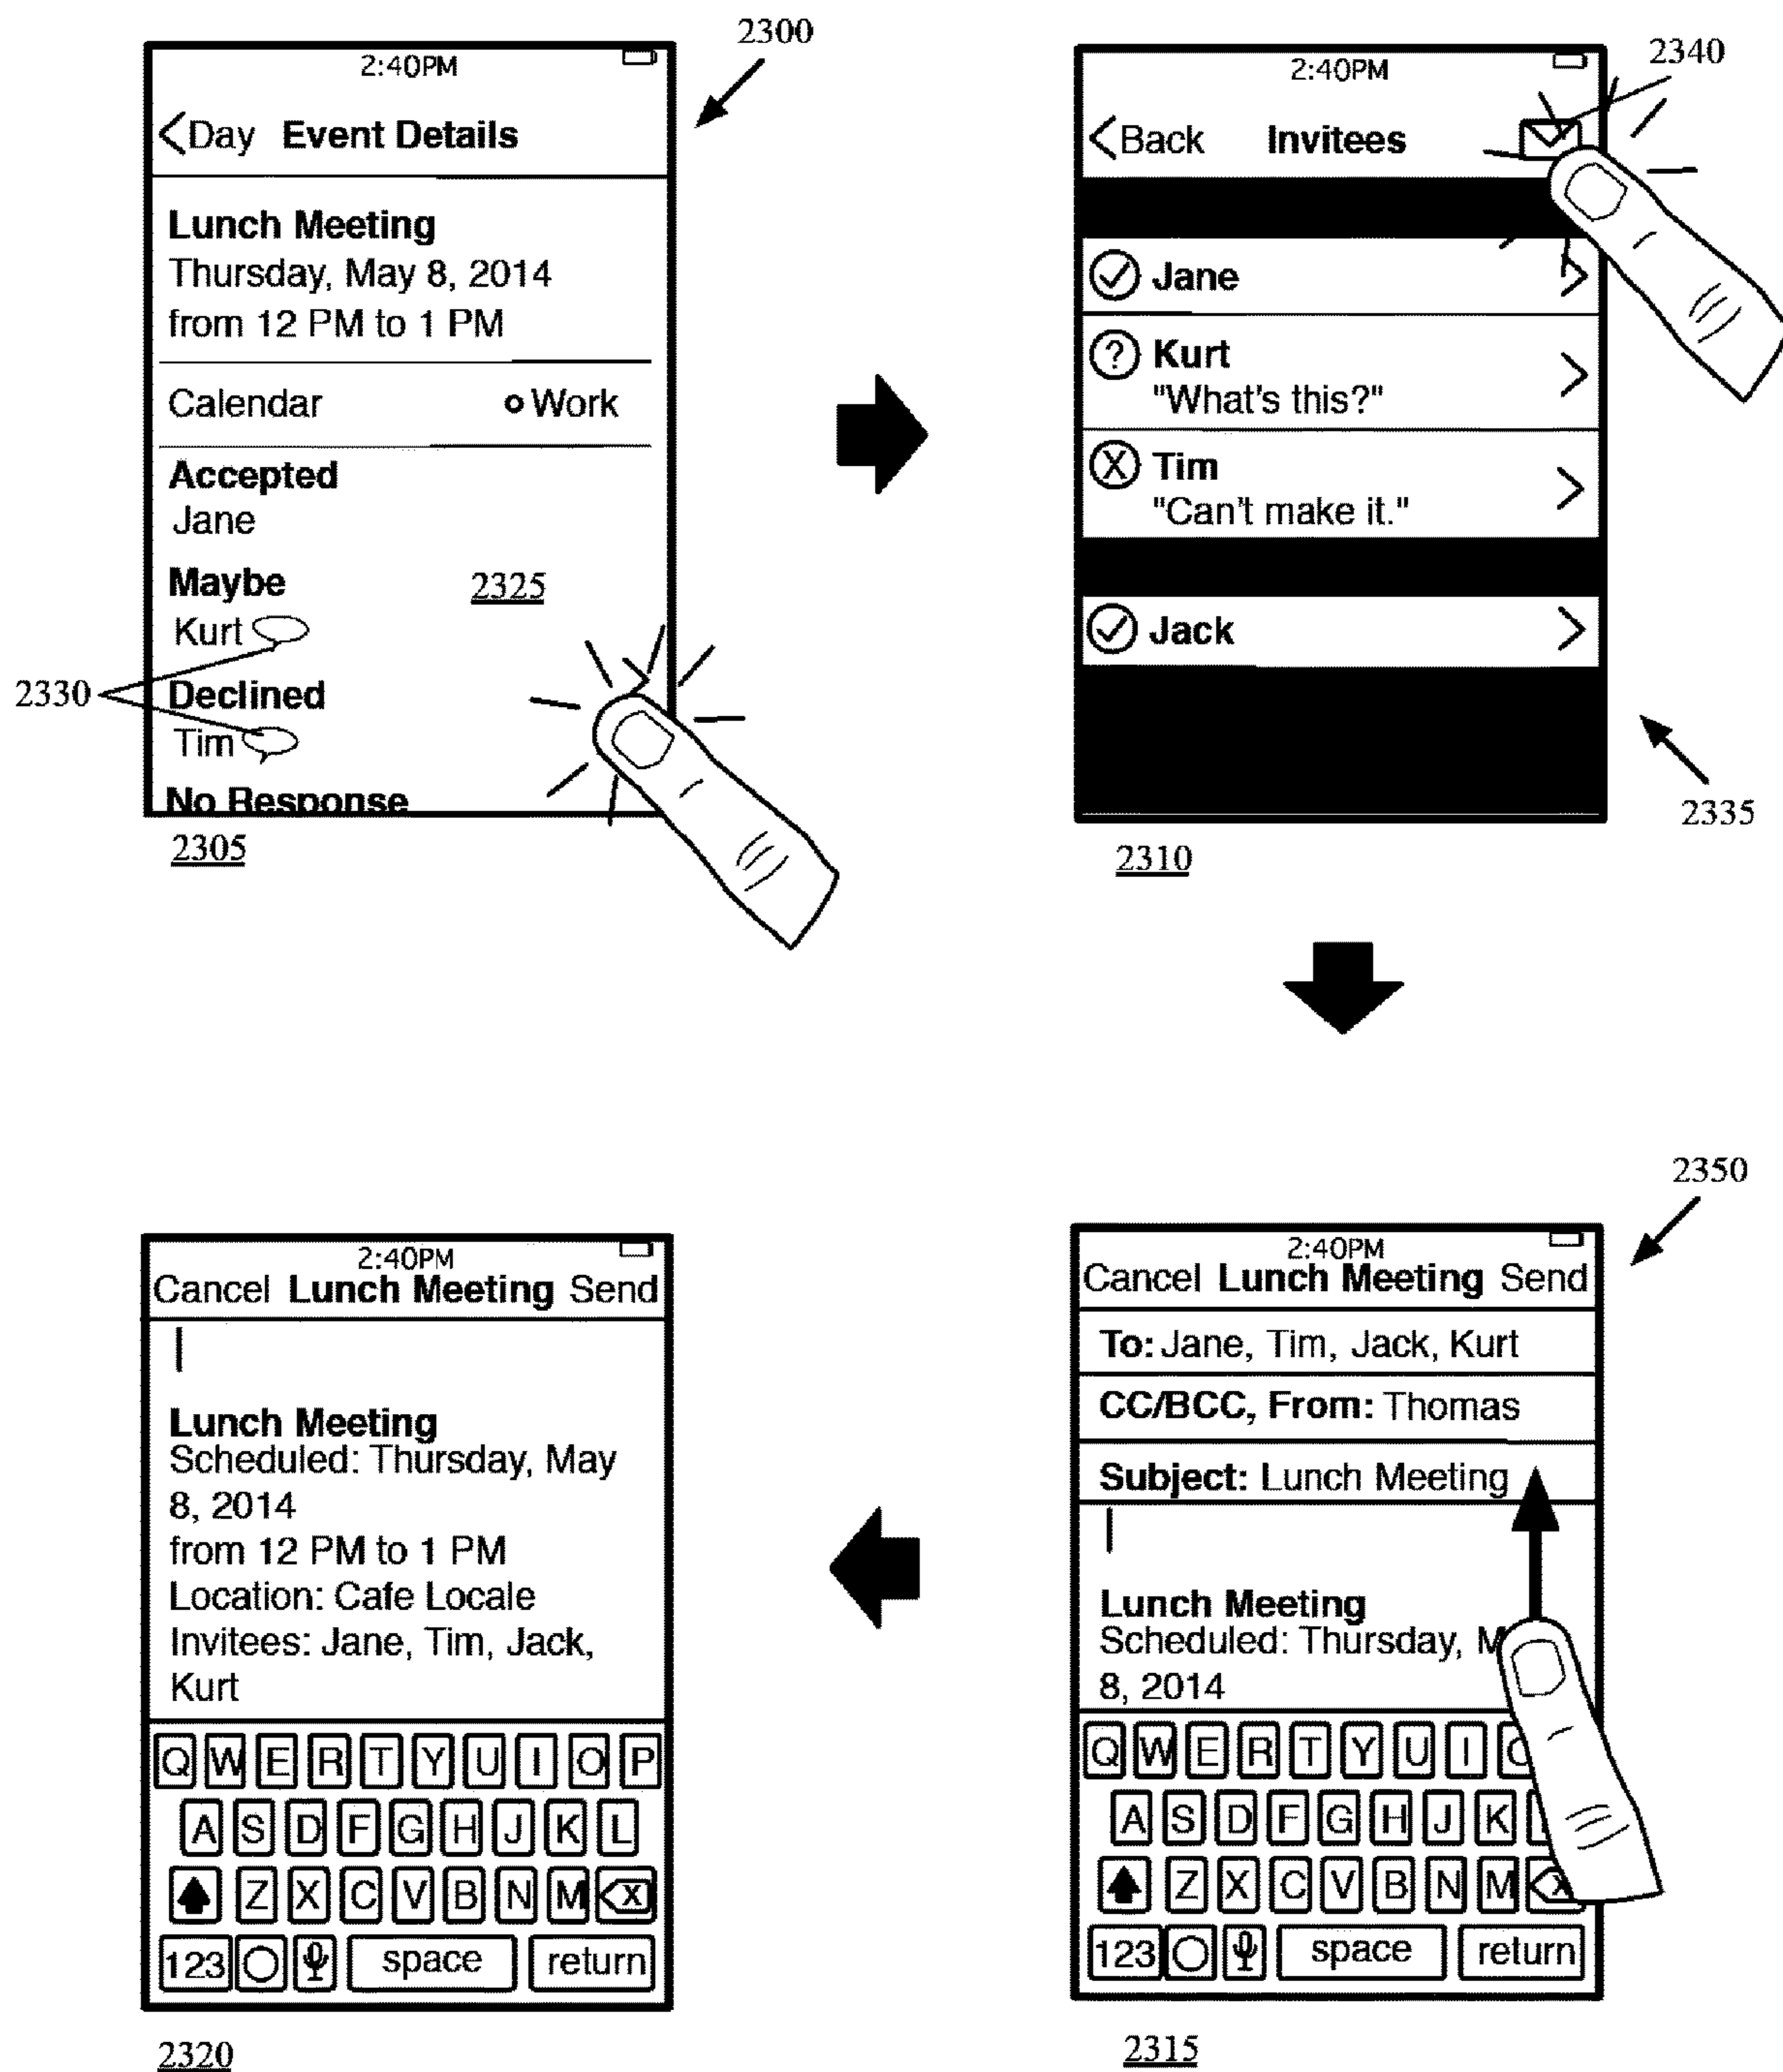 2300
2:40PM
Day Event Details
Lunch Meeting
Thursday, May 8, 2014
from 12 PM to 1 PM
Calendar Work
Accepted
Jane
Maybe
2325
Kurt
2330
Declined
Tim
No Response
2305
2340
2:40PM
Back Invitees
Jane
Kurt
"What's this?"
Tim
"Can't make it."
Jack
2335
2310
2350
2:40PM
Cancel Lunch Meeting Send
To: Jane, Tim, Jack, Kurt
CC/BCC, From: Thomas
Subject: Lunch Meeting
Lunch Meeting
Scheduled: Thursday, M
8, 2014
Q W E R T Y U I O
A S D F G H J K L
Z X C V B N M X
123 space return
2315
2:40PM
Cancel Lunch Meeting Send
Lunch Meeting
Scheduled: Thursday, May
8, 2014
from 12 PM to 1 PM
Location: Cafe Locale
Invitees: Jane, Tim, Jack,
Kurt
Q W E R T Y U I O P
A S D F G H J K L
Z X C V B N M X
123 space return
2320